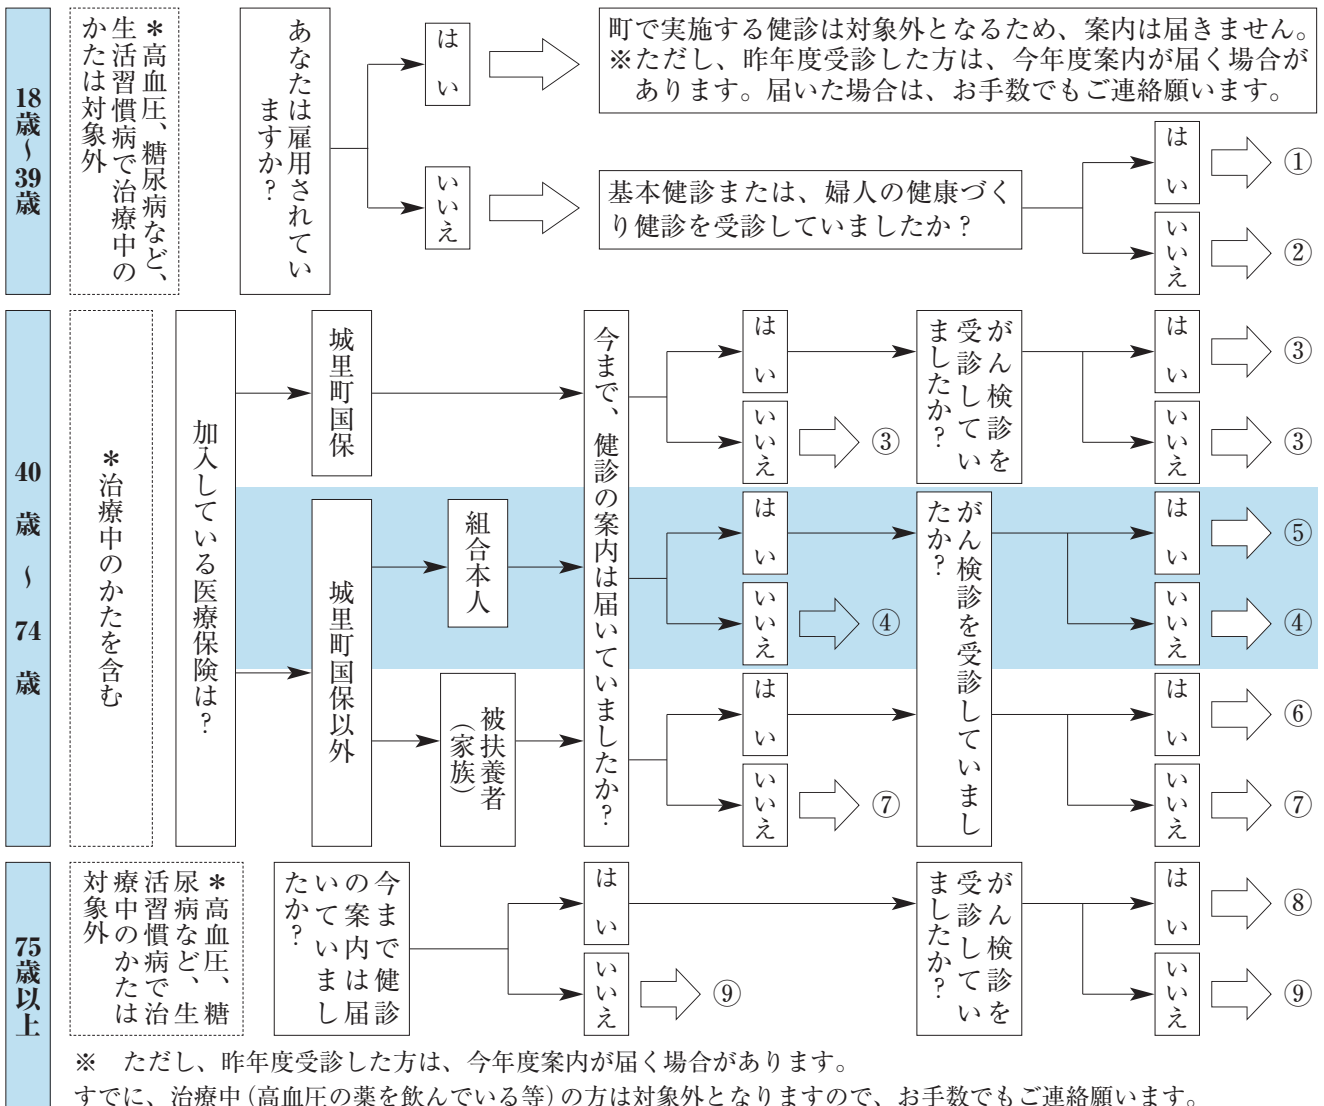 18歳～39歳
＊高血圧、糖尿病など、
生活習慣病で治療中の
かたは対象外
あなたは雇用されてい
ますか？
はい
町で実施する健診は対象外となるため、案内は届きません。
※ただし、昨年度受診した方は、今年度案内が届く場合が
あります。届いた場合は、お手数でもご連絡願います。
いいえ
基本健診または、婦人の健康づく
り健診を受診していましたか？
はい
①
いいえ
②
40歳～74歳
＊治療中のかたを含む
加入している医療保険は？
城里町国保
城里町国保以外
組合本人
被扶養者
（家族）
今まで、健診の案内は届いていましたか？
はい
がん検診を
受診してい
ましたか？
はい
③
いいえ
③
いいえ
③
はい
がん検診を受診していまし
たか？
はい
⑤
いいえ
④
いいえ
④
はい
はい
⑥
いいえ
⑦
いいえ
⑦
75歳以上
＊高血圧、糖
尿病など、生
活習慣病で治
療中のかたは
対象外
今まで健診
の案内は届
いていまし
たか？
はい
がん検診を
受診してい
ましたか？
はい
⑧
いいえ
⑨
いいえ
⑨
※　ただし、昨年度受診した方は、今年度案内が届く場合があります。
すでに、治療中（高血圧の薬を飲んでいる等）の方は対象外となりますので、お手数でもご連絡願います。